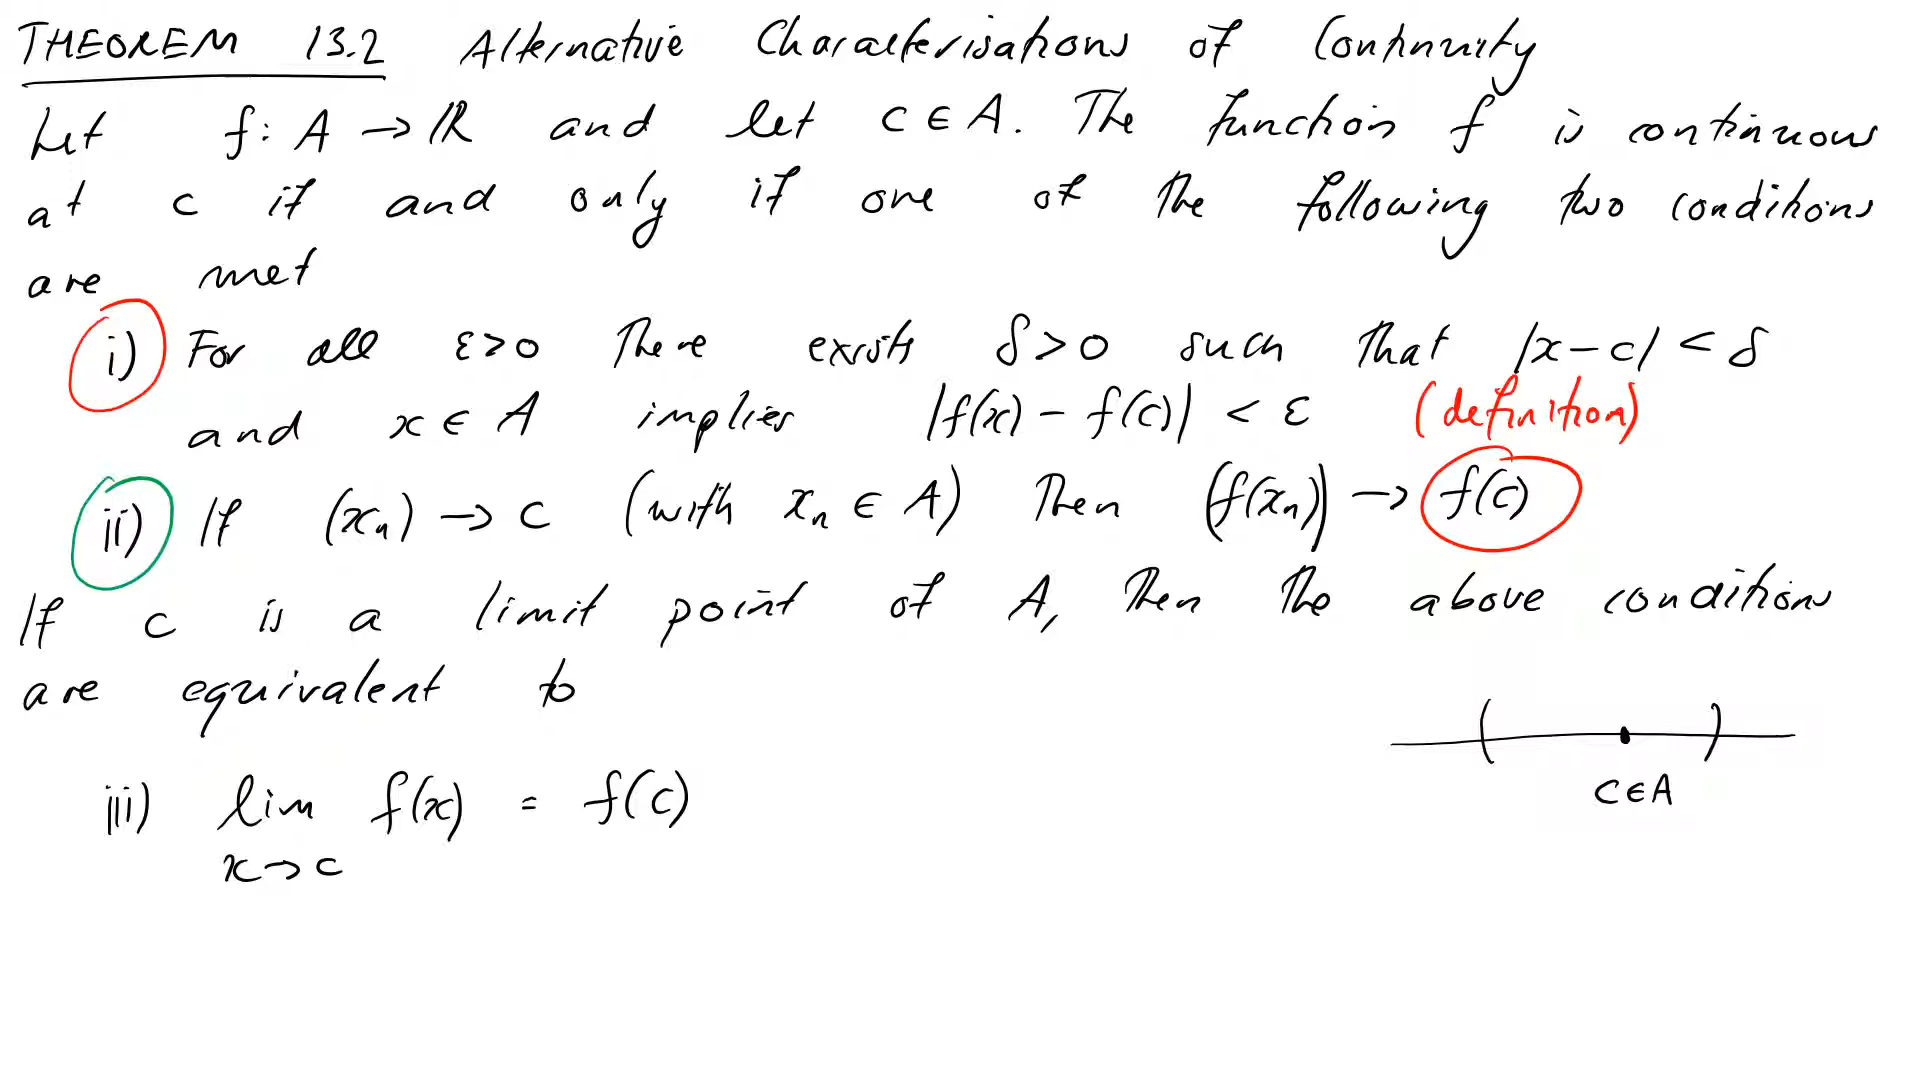 THEOREM 13.2 Alternative Characterisations of Continuity
Let f: A → ℝ and let c ∈ A. The function f is continuous
at c if and only if one of the following two conditions
are met
i) For all ε>0 there exists δ>0 such that |x-c| < δ
and x ∈ A implies |f(x) - f(c)| < ε (definition)
ii) If (xₙ) → c (with xₙ ∈ A) then (f(xₙ)) → f(c)
If c is a limit point of A, then the above conditions
are equivalent to
iii) lim f(x) = f(c)
x→c
c∈A